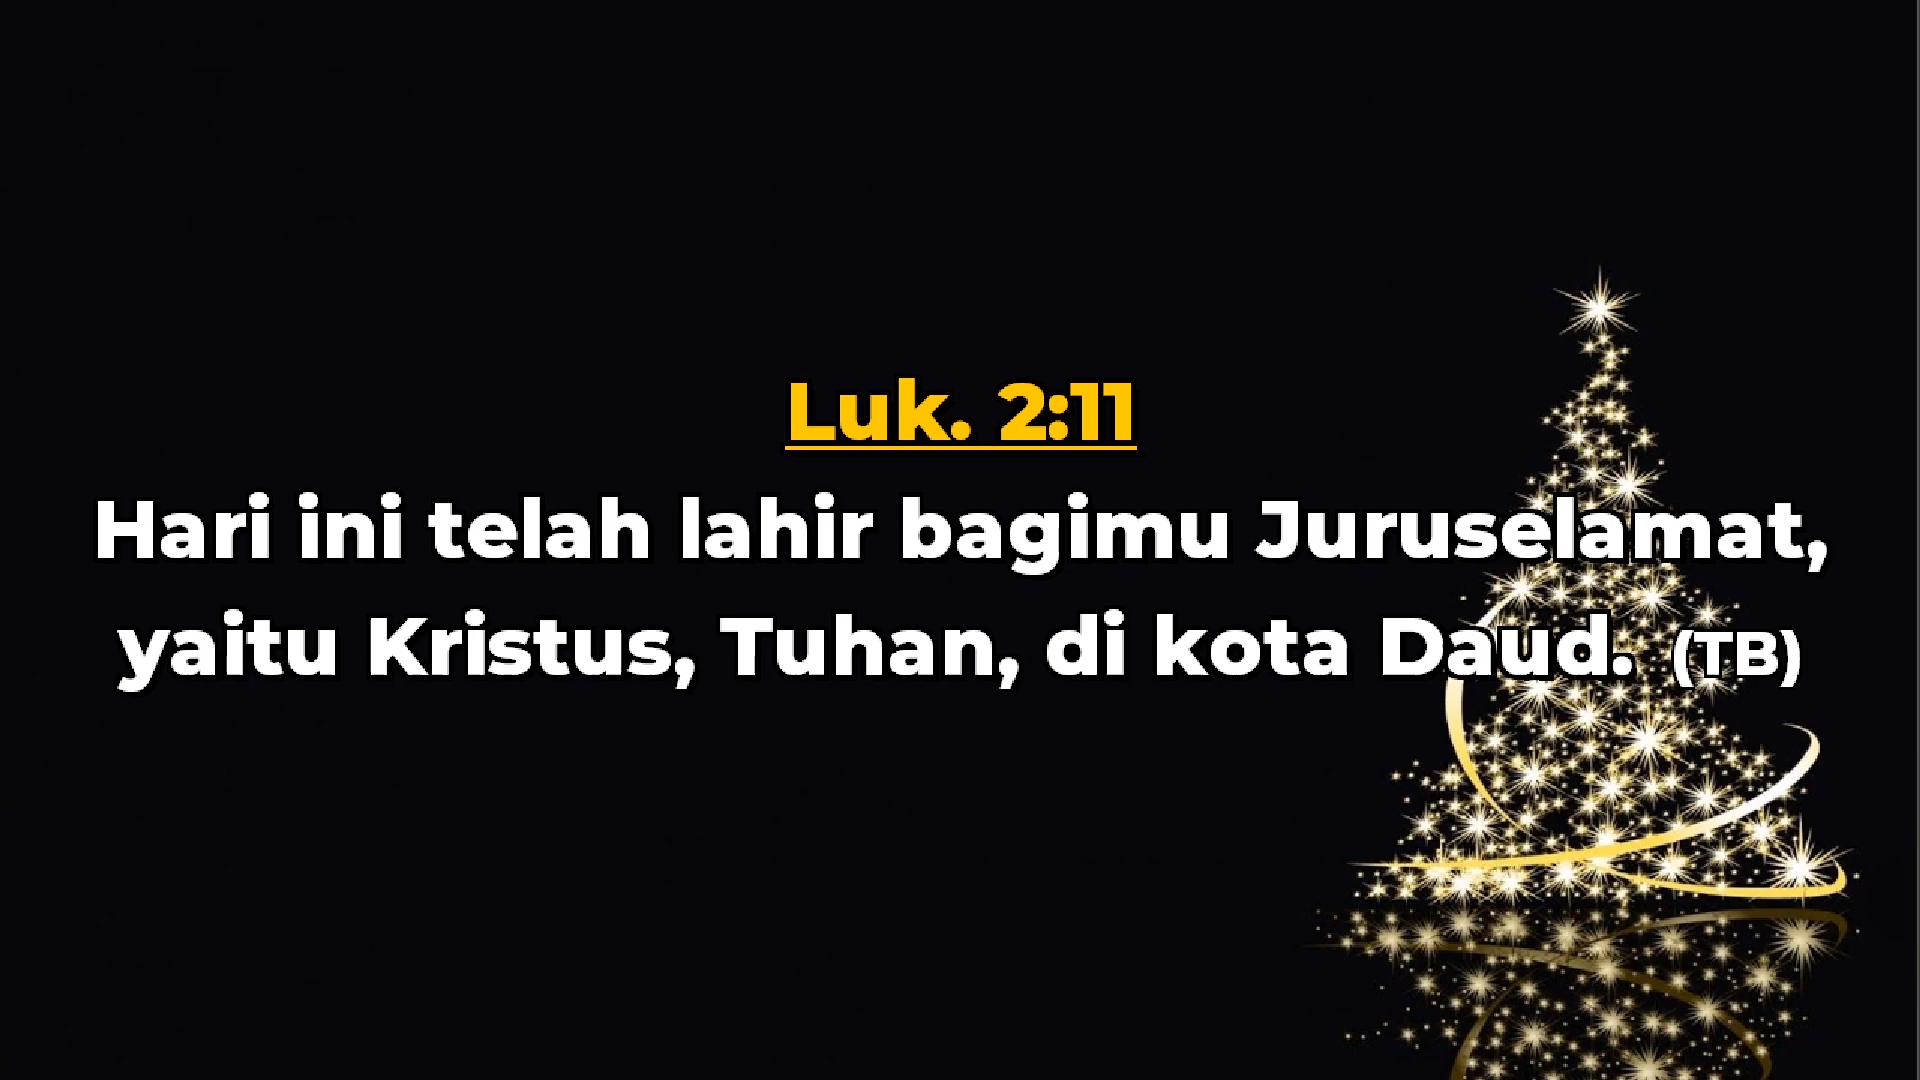 Luk. 2:11
Hari ini telah lahir bagimu Juruselamat,
yaitu Kristus, Tuhan, di kota Daud. (TB)